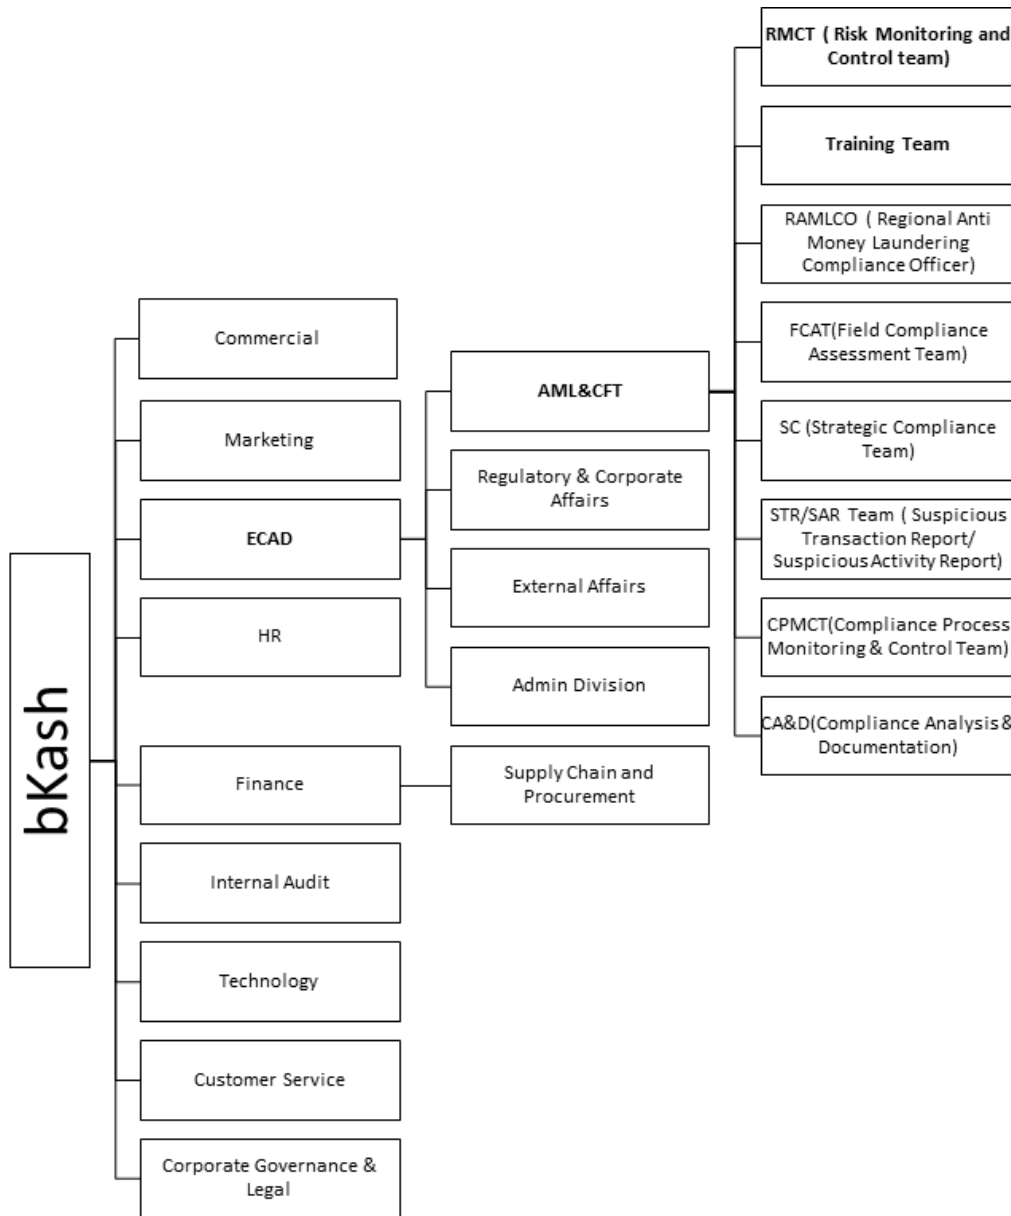 bKash
Commercial
Marketing
ECAD
HR
Finance
Internal Audit
Technology
Customer Service
Corporate Governance &
Legal
AML&CFT
Regulatory & Corporate
Affairs
External Affairs
Admin Division
Supply Chain and
Procurement
RMCT ( Risk Monitoring and
Control team)
Training Team
RAMLCO ( Regional Anti
Money Laundering
Compliance Officer)
FCAT(Field Compliance
Assessment Team)
SC (Strategic Compliance
Team)
STR/SAR Team ( Suspicious
Transaction Report/
Suspicious Activity Report)
CPMCT(Compliance Process
Monitoring & Control Team)
CA&D(Compliance Analysis &
Documentation)